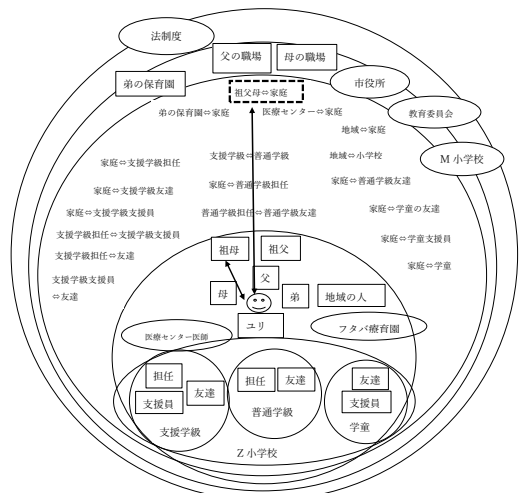 法制度
父の職場
母の職場
弟の保育園
市役所
祖父母⇔家庭
教育委員会
弟の保育園⇔家庭
医療センター⇔家庭
地域⇔家庭
M 小学校
支援学級⇔普通学級
地域⇔小学校
家庭⇔支援学級担任
家庭⇔普通学級担任
家庭⇔普通学級友達
家庭⇔支援学級友達
家庭⇔支援学級支援員
普通学級担任⇔普通学級友達
家庭⇔学童の友達
支援学級担任⇔支援学級支援員
家庭⇔学童支援員
支援学級担任⇔友達
家庭⇔学童
支援学級支援員
⇔友達
祖母
祖父
父
母
弟
地域の人
ユリ
医療センター医師
フタバ療育園
担任
支援員
友達
支援学級
担任
友達
普通学級
友達
支援員
学童
Z 小学校